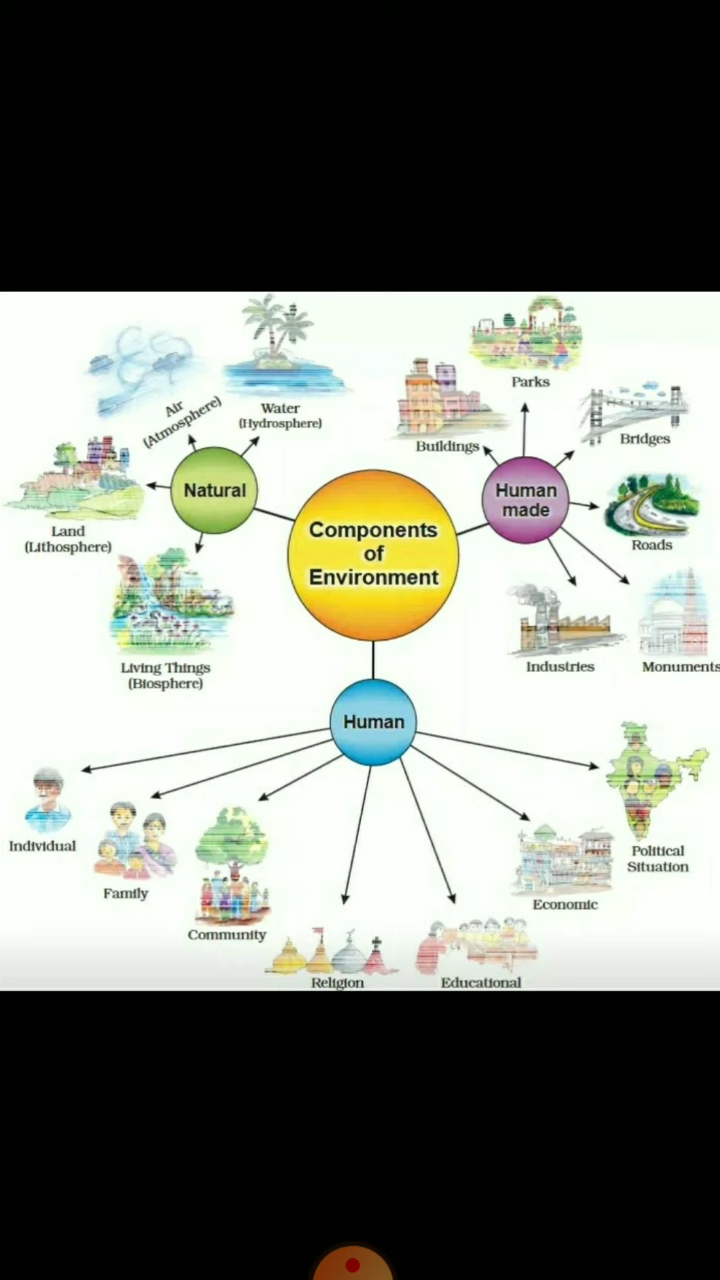 Air
(Atmosphere)
Water
(Hydrosphere)
Natural
Land
(Lithosphere)
Living Things
(Biosphere)
Components
of
Environment
Parks
Buildings
Bridges
Human
made
Roads
Industries
Monuments
Human
Individual
Family
Community
Religion
Educational
Economic
Political
Situation